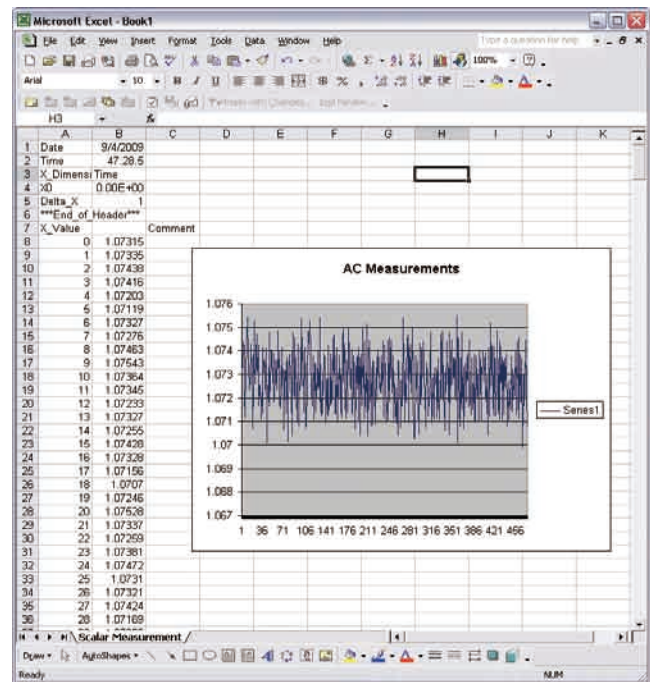 Microsoft Excel - Book1
File Edit View Insert Format Tools Data Window Help Type a question for help
100%
Arial 10 B I U
H3 fx
A B C D E F G H I J K
1 Date 9/4/2009
2 Time 47:28.5
3 X_Dimensi Time
4 X0 0.00E+00
5 Delta_X 1
6 ***End_of_Header***
7 X_Value Comment
8 0 1.07315
9 1 1.07335
10 2 1.07438
11 3 1.07416
12 4 1.07203
13 5 1.07119
14 6 1.07327
15 7 1.07276
16 8 1.07463
17 9 1.07543
18 10 1.07364
19 11 1.07345
20 12 1.07233
21 13 1.07327
22 14 1.07255
23 15 1.07428
24 16 1.07328
25 17 1.07156
26 18 1.0707
27 19 1.07246
28 20 1.07528
29 21 1.07337
30 22 1.07259
31 23 1.07381
32 24 1.07472
33 25 1.0731
34 26 1.07321
35 27 1.07424
36 28 1.07169
AC Measurements
1.076
1.075
1.074
1.073
1.072
1.071
1.07
1.069
1.068
1.067
1 36 71 106 141 176 211 246 281 316 351 386 421 456
Series1
Scalar Measurement
Draw AutoShapes
Ready NUM